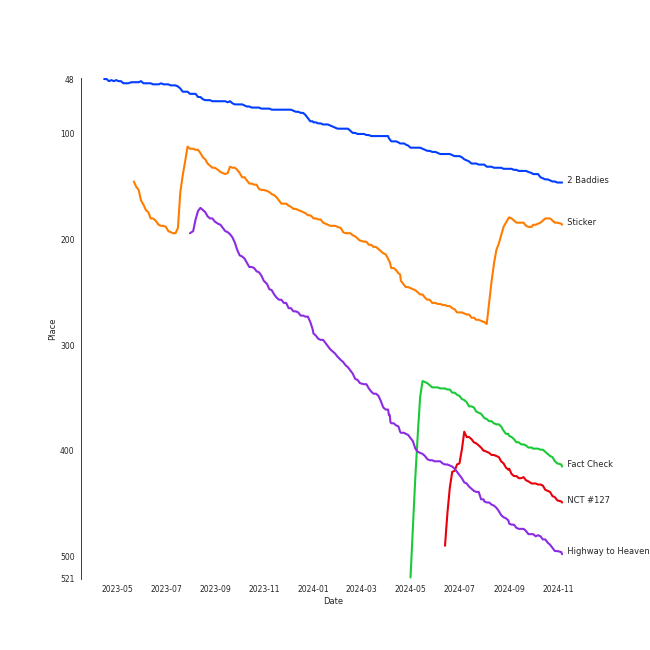 48
100
200
300
400
500
521
Place
2 Baddies
Sticker
Fact Check
NCT #127
Highway to Heaven
2023-05 2023-07 2023-09 2023-11 2024-01 2024-03 2024-05 2024-07 2024-09 2024-11
Date